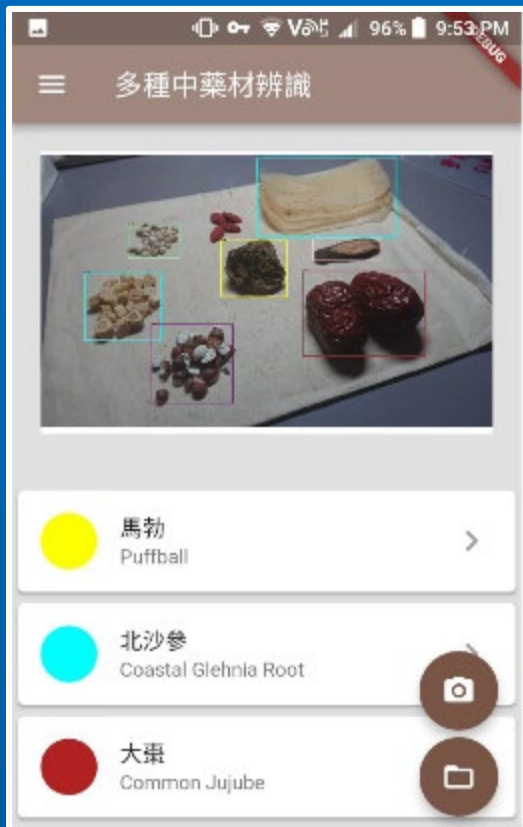 96% 9:53 PM
DEBUG
多種中藥材辨識
馬勃
Puffball
北沙參
Coastal Glehnia Root
大棗
Common Jujube